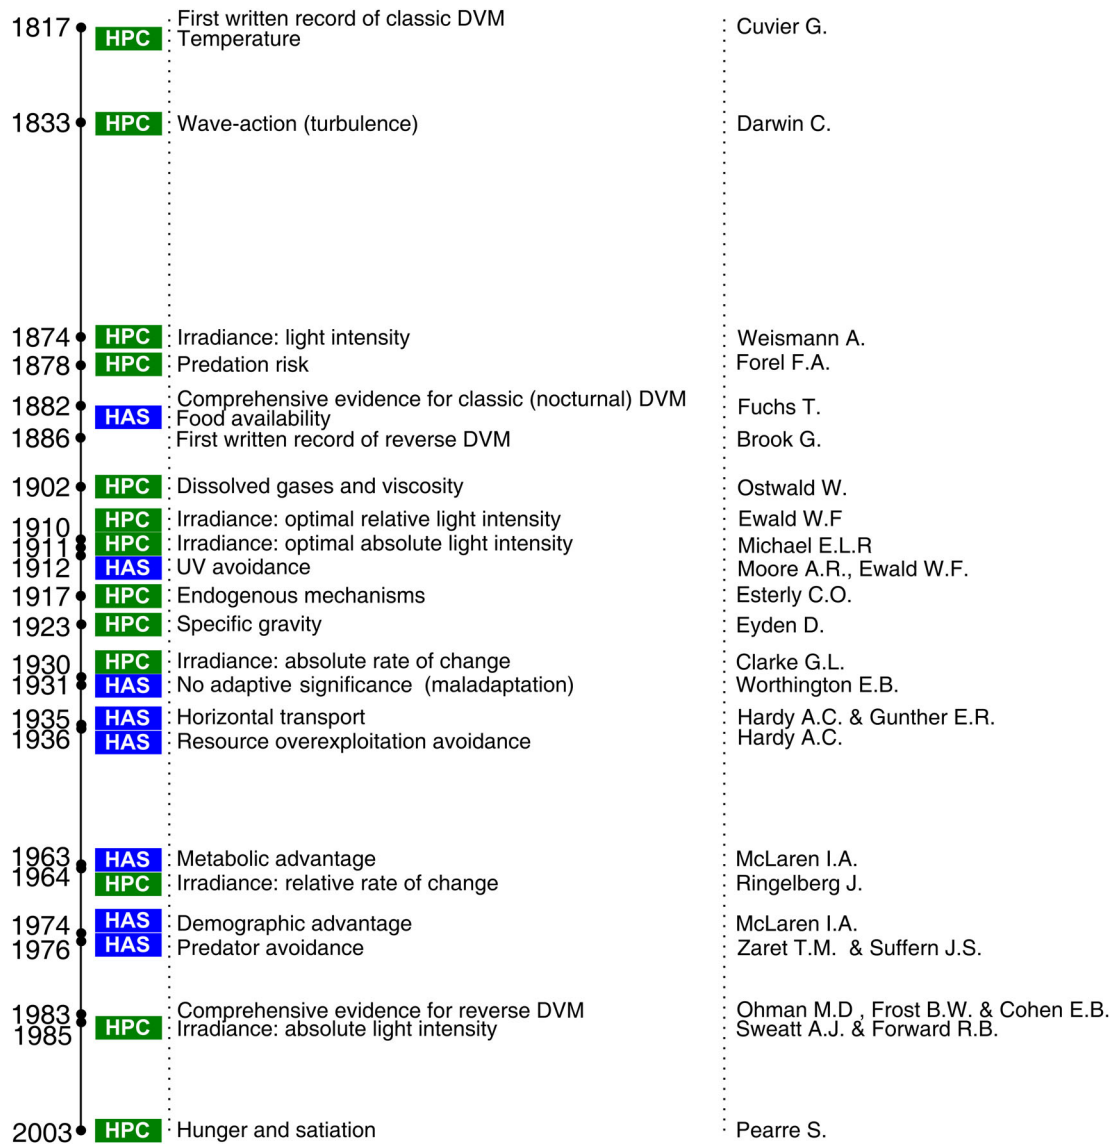 1817 HPC First written record of classic DVM Cuvier G.
Temperature
1833 HPC Wave-action (turbulence) Darwin C.
1874 HPC Irradiance: light intensity Weismann A.
1878 HPC Predation risk Forel F.A.
1882 Comprehensive evidence for classic (nocturnal) DVM Fuchs T.
HAS Food availability
1886 First written record of reverse DVM Brook G.
1902 HPC Dissolved gases and viscosity Ostwald W.
1910 HPC Irradiance: optimal relative light intensity Ewald W.F
1911 HPC Irradiance: optimal absolute light intensity Michael E.L.R
1912 HAS UV avoidance Moore A.R., Ewald W.F.
1917 HPC Endogenous mechanisms Esterly C.O.
1923 HPC Specific gravity Eyden D.
1930 HPC Irradiance: absolute rate of change Clarke G.L.
1931 HAS No adaptive significance (maladaptation) Worthington E.B.
1935 HAS Horizontal transport Hardy A.C. & Gunther E.R.
1936 HAS Resource overexploitation avoidance Hardy A.C.
1963 HAS Metabolic advantage McLaren I.A.
1964 HPC Irradiance: relative rate of change Ringelberg J.
1974 HAS Demographic advantage McLaren I.A.
1976 HAS Predator avoidance Zaret T.M. & Suffern J.S.
1983 Comprehensive evidence for reverse DVM Ohman M.D , Frost B.W. & Cohen E.B.
1985 HPC Irradiance: absolute light intensity Sweatt A.J. & Forward R.B.
2003 HPC Hunger and satiation Pearre S.